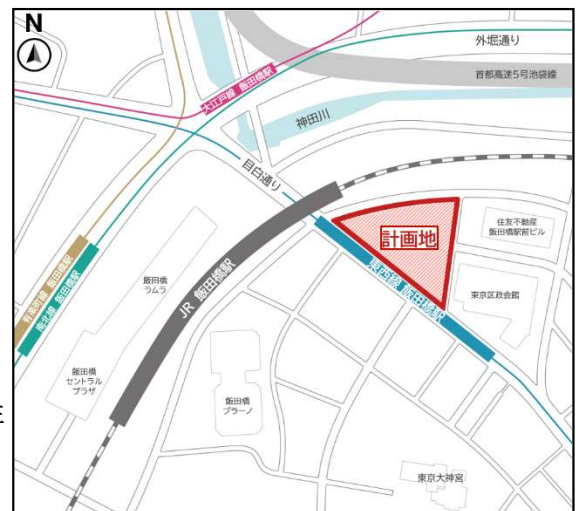 N
外堀通り
首都高速5号池袋線
大江戸線 飯田橋駅
神田川
目白通り
計画地
住友不動産
飯田橋駅前ビル
東京区政会館
東西線 飯田橋駅
JR 飯田橋駅
有楽町線 飯田橋駅
南北線 飯田橋駅
飯田橋
ラムラ
飯田橋
セントラル
プラザ
飯田橋
プラーノ
東京大神宮